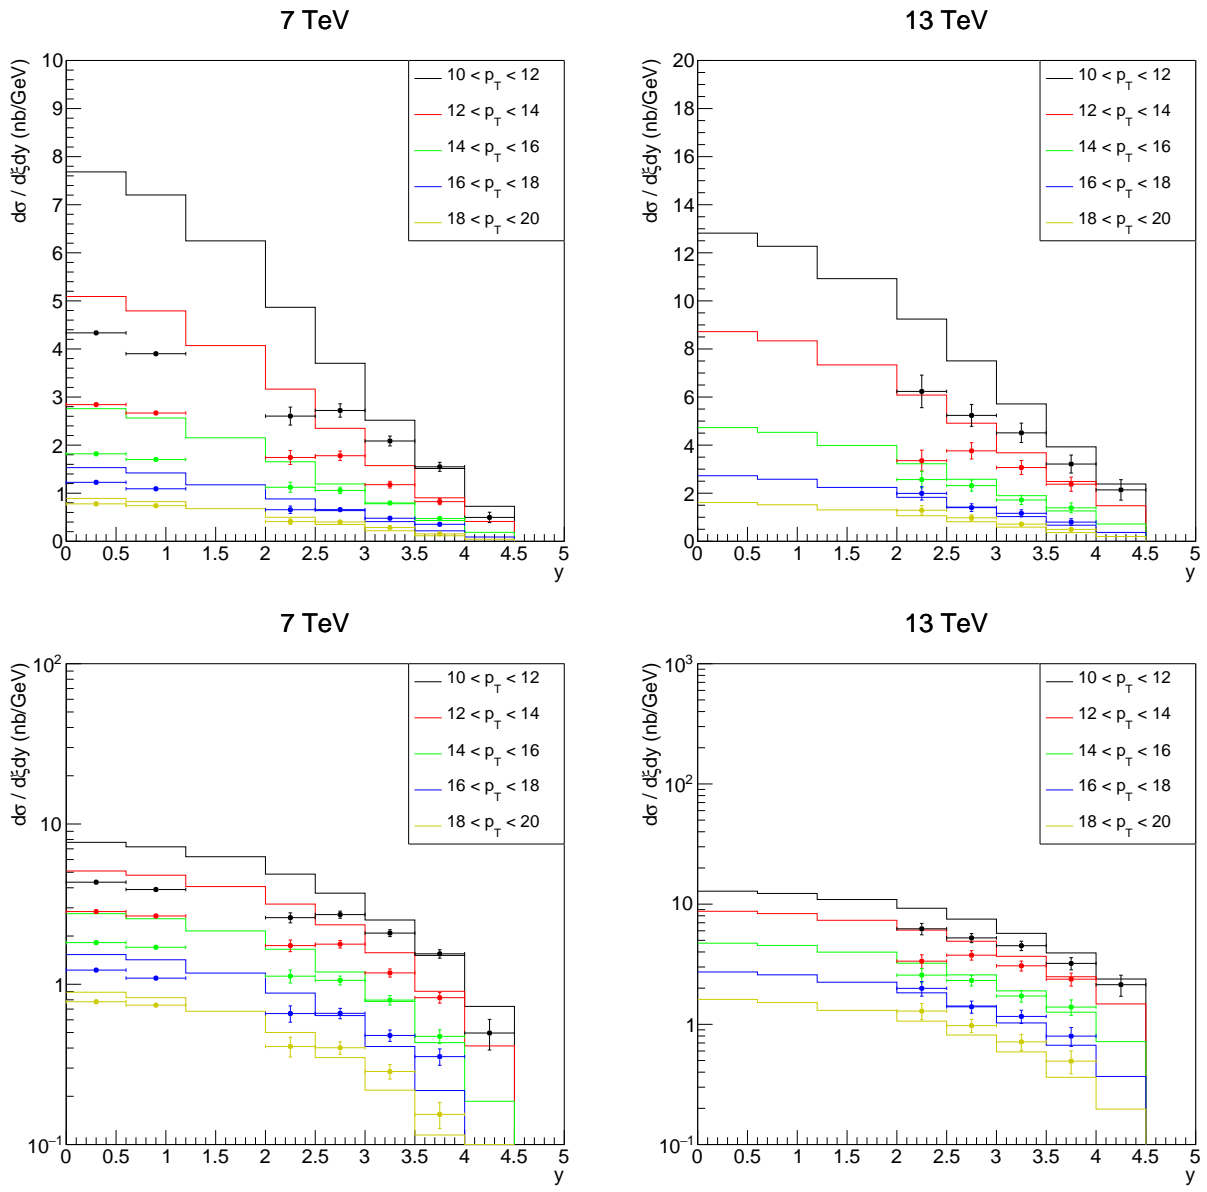 7 TeV
dσ / dξdy (nb/GeV)
10 < p_T < 12
12 < p_T < 14
14 < p_T < 16
16 < p_T < 18
18 < p_T < 20
10
9
8
7
6
5
4
3
2
1
0
0 0.5 1 1.5 2 2.5 3 3.5 4 4.5 5
y
13 TeV
dσ / dξdy (nb/GeV)
10 < p_T < 12
12 < p_T < 14
14 < p_T < 16
16 < p_T < 18
18 < p_T < 20
20
18
16
14
12
10
8
6
4
2
0
0 0.5 1 1.5 2 2.5 3 3.5 4 4.5 5
y
7 TeV
dσ / dξdy (nb/GeV)
10 < p_T < 12
12 < p_T < 14
14 < p_T < 16
16 < p_T < 18
18 < p_T < 20
10²
10
1
10⁻¹
0 0.5 1 1.5 2 2.5 3 3.5 4 4.5 5
y
13 TeV
dσ / dξdy (nb/GeV)
10 < p_T < 12
12 < p_T < 14
14 < p_T < 16
16 < p_T < 18
18 < p_T < 20
10³
10²
10
1
10⁻¹
0 0.5 1 1.5 2 2.5 3 3.5 4 4.5 5
y